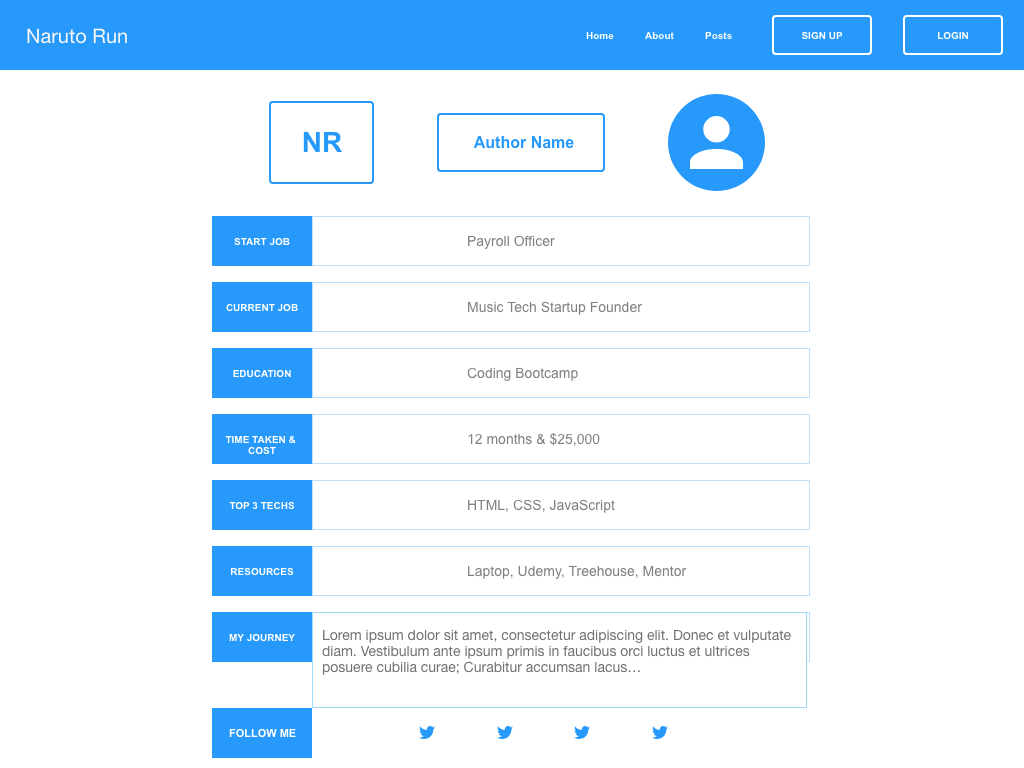 Naruto Run
Home
About
Posts
SIGN UP
LOGIN
NR
Author Name
START JOB
Payroll Officer
CURRENT JOB
Music Tech Startup Founder
EDUCATION
Coding Bootcamp
TIME TAKEN &
COST
12 months & $25,000
TOP 3 TECHS
HTML, CSS, JavaScript
RESOURCES
Laptop, Udemy, Treehouse, Mentor
MY JOURNEY
Lorem ipsum dolor sit amet, consectetur adipiscing elit. Donec et vulputate
diam. Vestibulum ante ipsum primis in faucibus orci luctus et ultrices
posuere cubilia curae; Curabitur accumsan lacus…
FOLLOW ME